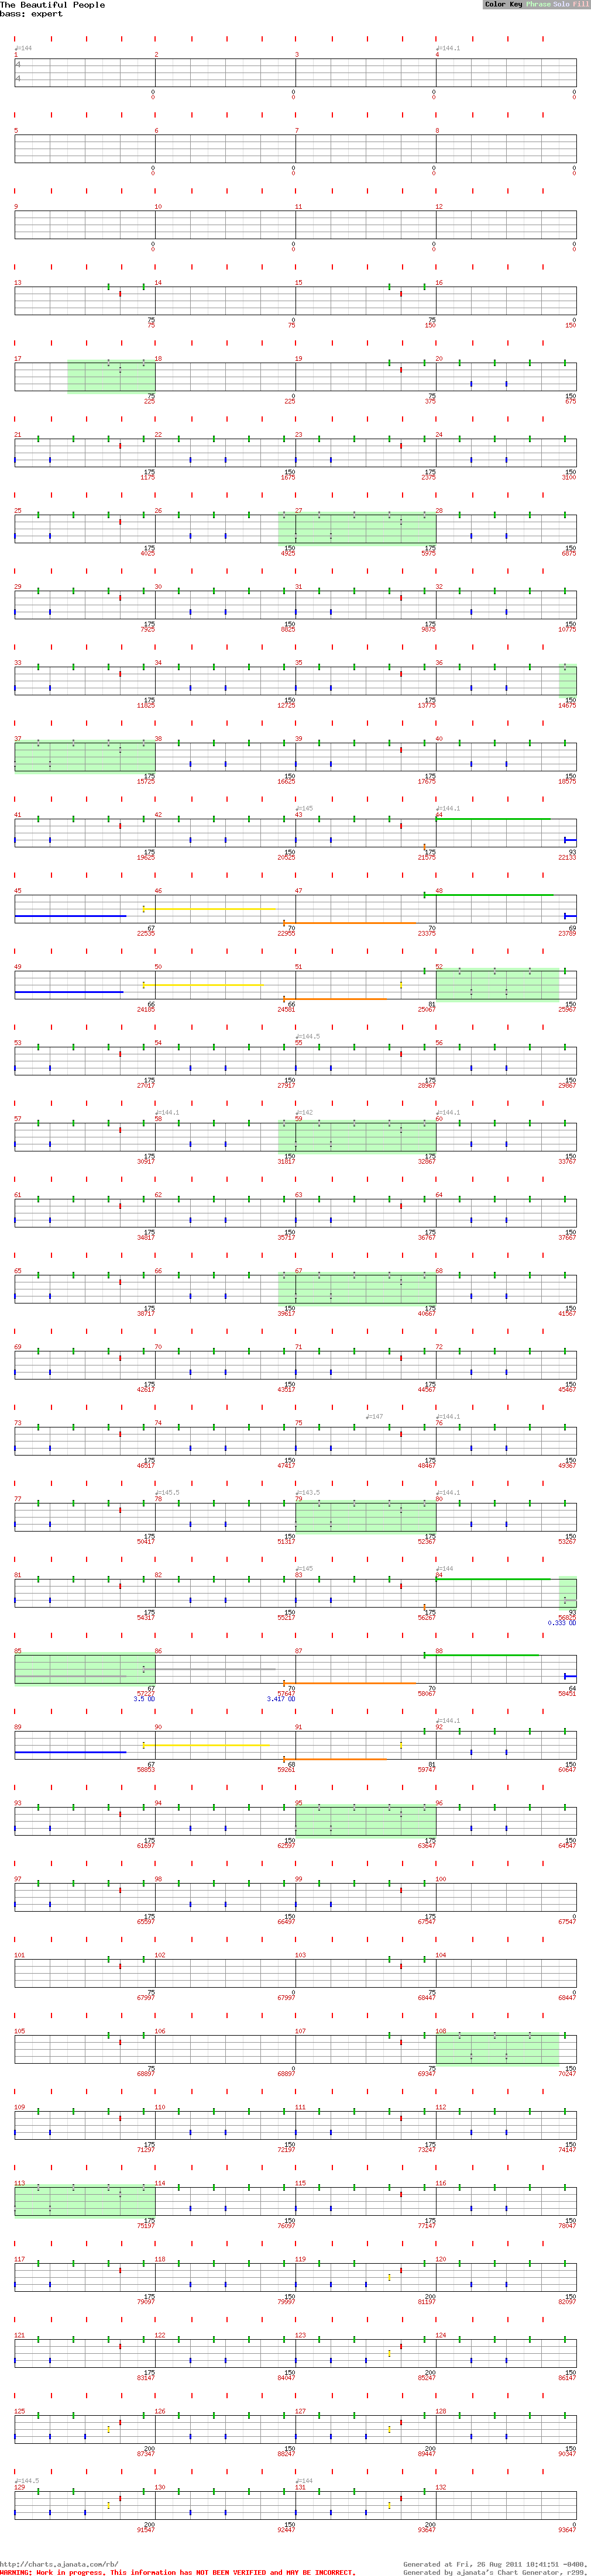 The Beautiful People
bass: expert
Color Key Phrase Solo Fill
♩=144 ♩=144.1
1 2 3 4
4
4
0 0 0 0
0 0 0 0
5 6 7 8
0 0 0 0
0 0 0 0
9 10 11 12
0 0 0 0
0 0 0 0
13 14 15 16
75 0 75 0
75 75 150 150
17 18 19 20
75 0 75 150
225 225 375 675
21 22 23 24
175 150 175 150
1175 1675 2375 3100
25 26 27 28
175 150 175 150
4025 4925 5975 6875
29 30 31 32
175 150 175 150
7925 8825 9875 10775
33 34 35 36
175 150 175 150
11825 12725 13775 14675
37 38 39 40
175 150 175 150
15725 16625 17675 18575
♩=145 ♩=144.1
41 42 43 44
175 150 175 93
19625 20525 21575 22133
45 46 47 48
67 70 70 69
22535 22955 23375 23789
49 50 51 52
66 66 81 150
24185 24581 25067 25967
♩=144.5
53 54 55 56
175 150 175 150
27017 27917 28967 29867
♩=144.1 ♩=142 ♩=144.1
57 58 59 60
175 150 175 150
30917 31817 32867 33767
61 62 63 64
175 150 175 150
34817 35717 36767 37667
65 66 67 68
175 150 175 150
38717 39617 40667 41567
69 70 71 72
175 150 175 150
42617 43517 44567 45467
♩=147 ♩=144.1
73 74 75 76
175 150 175 150
46517 47417 48467 49367
♩=145.5 ♩=143.5 ♩=144.1
77 78 79 80
175 150 175 150
50417 51317 52367 53267
♩=145 ♩=144
81 82 83 84
175 150 175 93
54317 55217 56267 56825
0.333 OD
85 86 87 88
67 70 70 64
57227 57647 58067 58451
3.5 OD 3.417 OD
♩=144.1
89 90 91 92
67 68 81 150
58853 59261 59747 60647
93 94 95 96
175 150 175 150
61697 62597 63647 64547
97 98 99 100
175 150 175 0
65597 66497 67547 67547
101 102 103 104
75 0 75 0
67997 67997 68447 68447
105 106 107 108
75 0 75 150
68897 68897 69347 70247
109 110 111 112
175 150 175 150
71297 72197 73247 74147
113 114 115 116
175 150 175 150
75197 76097 77147 78047
117 118 119 120
175 150 200 150
79097 79997 81197 82097
121 122 123 124
175 150 200 150
83147 84047 85247 86147
125 126 127 128
200 150 200 150
87347 88247 89447 90347
♩=144.5 ♩=144
129 130 131 132
200 150 200 0
91547 92447 93647 93647
http://charts.ajanata.com/rb/ Generated at Fri, 26 Aug 2011 18:41:51 -0400.
WARNING: Work in progress. This information has NOT BEEN VERIFIED and MAY BE INCORRECT. Generated by ajanata's Chart Generator, r299.